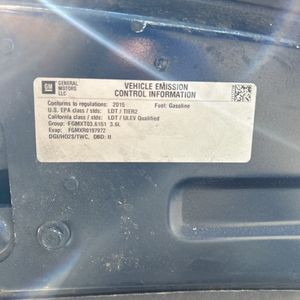 GM
GENERAL
MOTORS
LLC
VEHICLE EMISSION
CONTROL INFORMATION
Conforms to regulations: 2015 Fuel: Gasoline
U.S. EPA class/stds: LDT / TIER2
California class/stds: LDT / ULEV Qualified
Group: FGMXT03.6151 3.6L
Evap: FGMXR0197972
DGI/HO2S/TWC, OBD: II